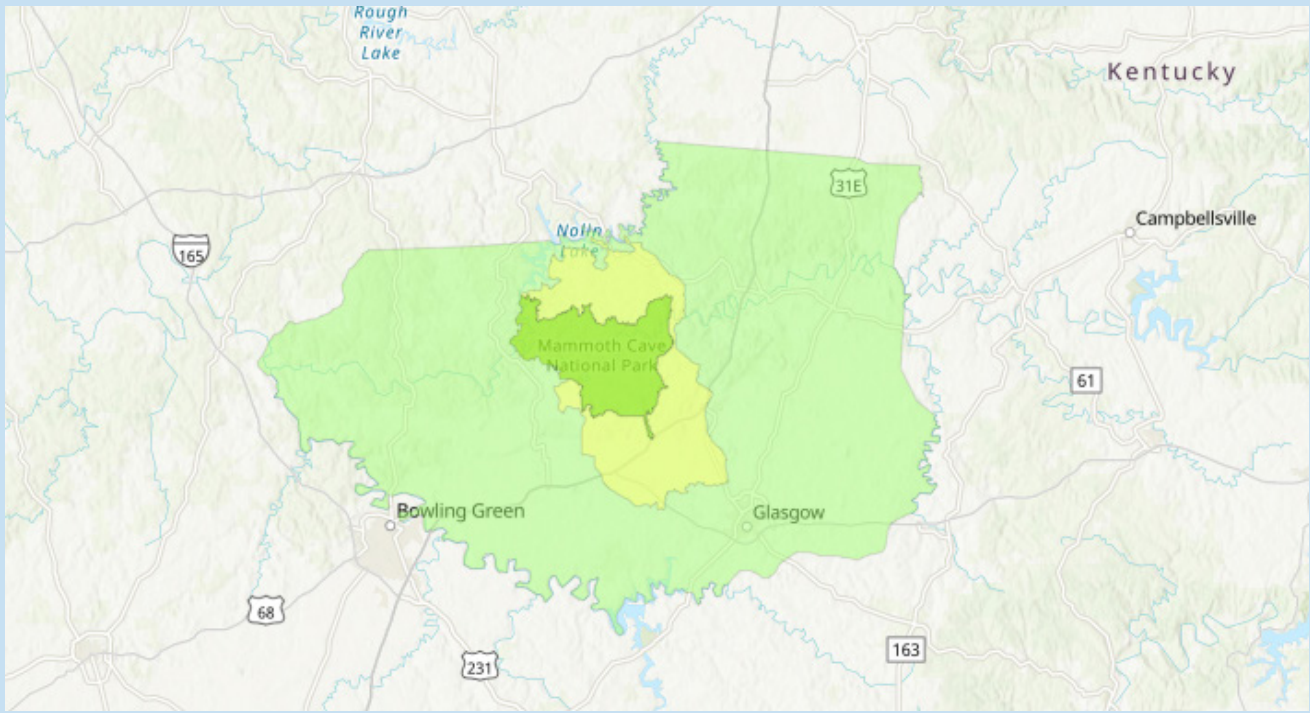 Rough
River
Lake
Kentucky
31E
Campbellsville
Nolin
Lake
165
Mammoth Cave
National Park
61
Bowling Green
Glasgow
68
163
231